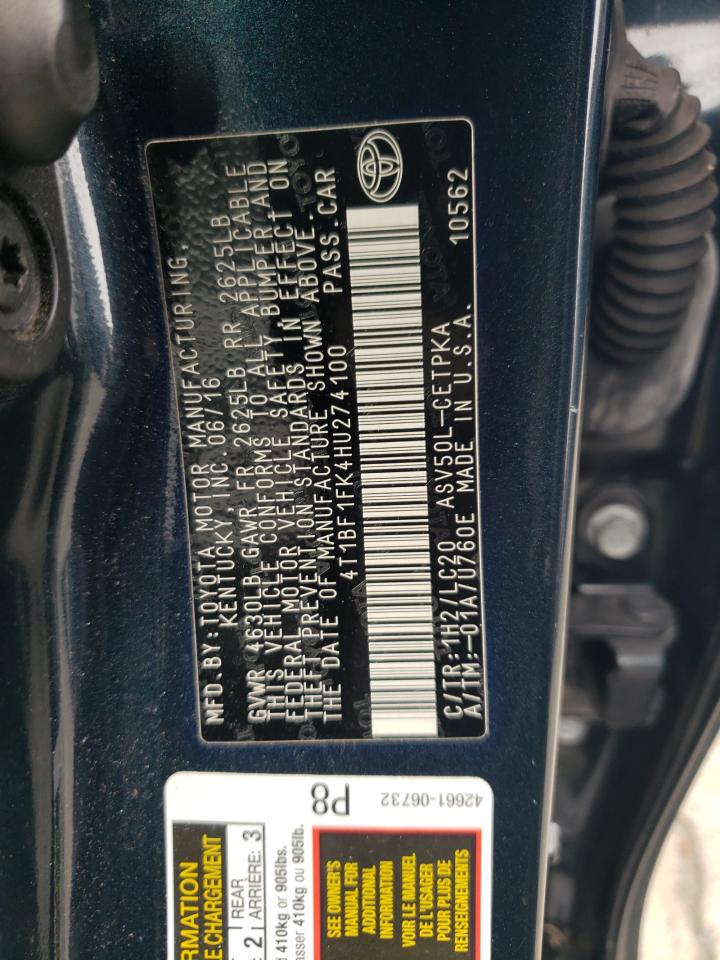 MFD.BY:TOYOTA MOTOR MANUFACTURING,
KENTUCKY, INC. 06/16
GVWR 4630LB GAWR FR 2625LB RR 2625LB
THIS VEHICLE CONFORMS TO ALL APPLICABLE
FEDERAL MOTOR VEHICLE SAFETY BUMPER,AND
THEFT PREVENTION STANDARDS IN EFFECT ON
THE DATE OF MANUFACTURE SHOWN ABOVE.
4T1BF1FK4HU274100 PASS.CAR
C/TR:1H2/LC20 ASV50L-CETPKA
A/TM:-01A/U760E MADE IN U.S.A. 10562
P8
42661-06732
REAR
2 ARRIÈRE: 3
410kg or 905lbs.
asser 410kg ou 905lb.
SEE OWNER'S
MANUAL FOR
ADDITIONAL
INFORMATION
VOIR LE MANUEL
DE L'USAGER
POUR PLUS DE
RENSEIGNEMENTS